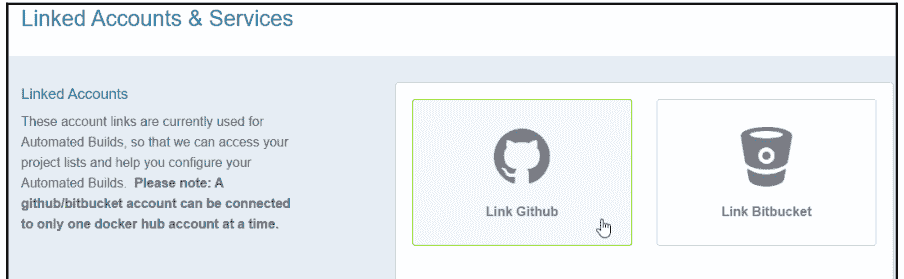 Linked Accounts & Services
Linked Accounts
These account links are currently used for
Automated Builds, so that we can access your
project lists and help you configure your
Automated Builds. Please note: A
github/bitbucket account can be connected
to only one docker hub account at a time.
Link Github
Link Bitbucket